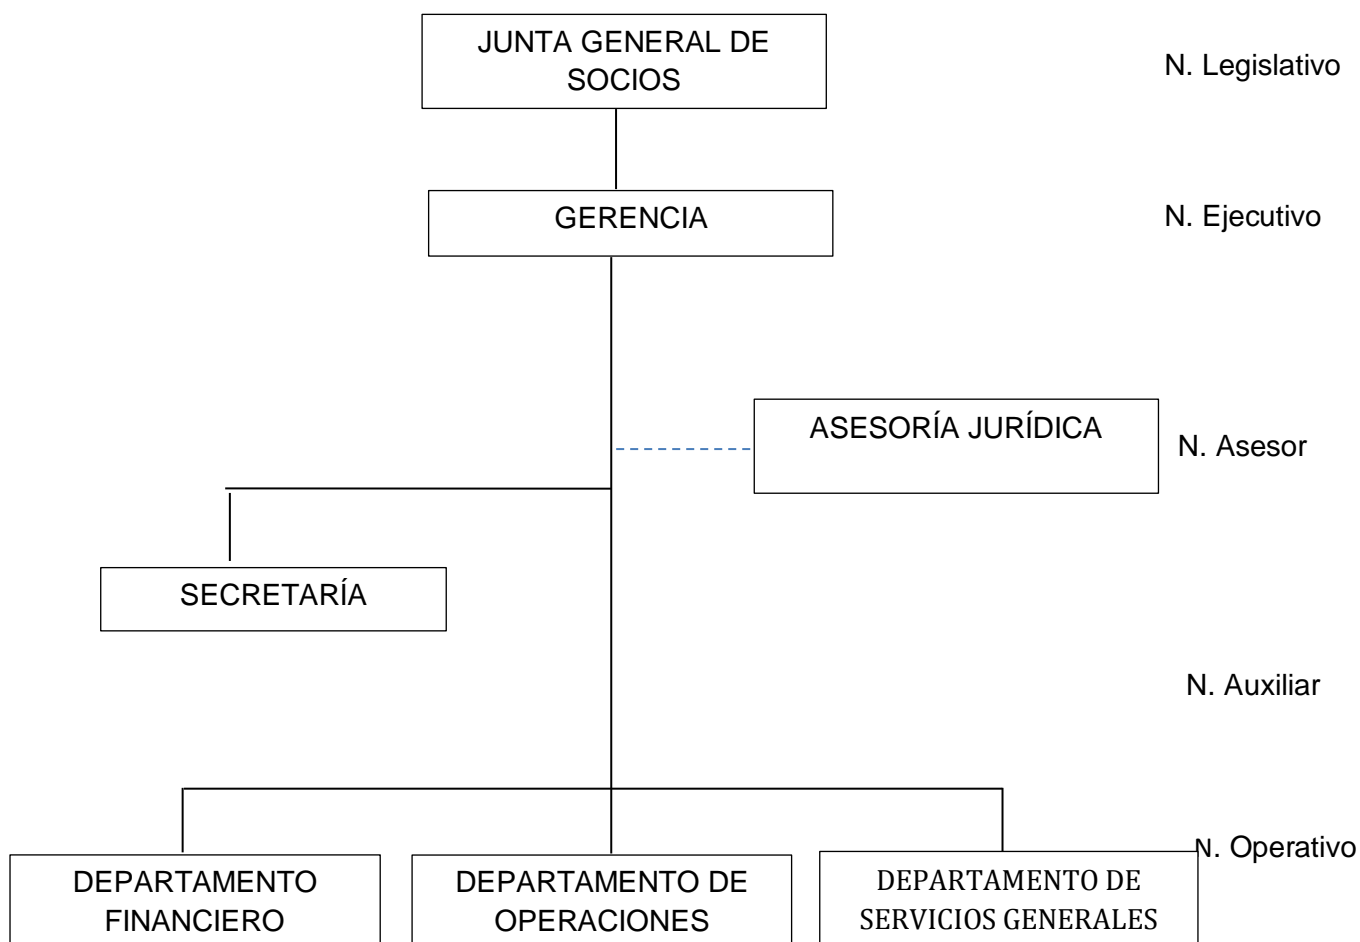 JUNTA GENERAL DE
SOCIOS
N. Legislativo
GERENCIA
N. Ejecutivo
ASESORÍA JURÍDICA
N. Asesor
SECRETARÍA
N. Auxiliar
N. Operativo
DEPARTAMENTO
FINANCIERO
DEPARTAMENTO DE
OPERACIONES
DEPARTAMENTO DE
SERVICIOS GENERALES